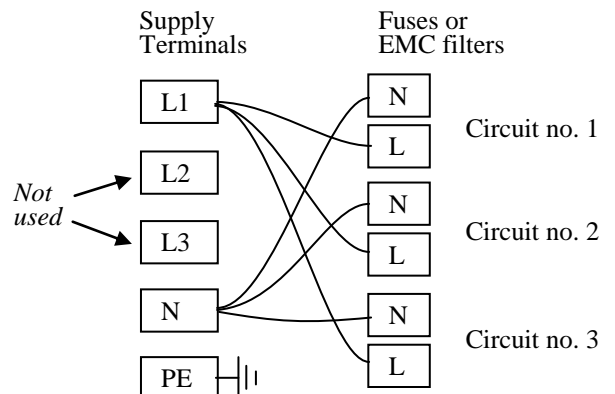 Supply
Terminals
L1
L2
L3
N
PE
Not
used
Fuses or
EMC filters
N
L
Circuit no. 1
N
L
Circuit no. 2
N
L
Circuit no. 3